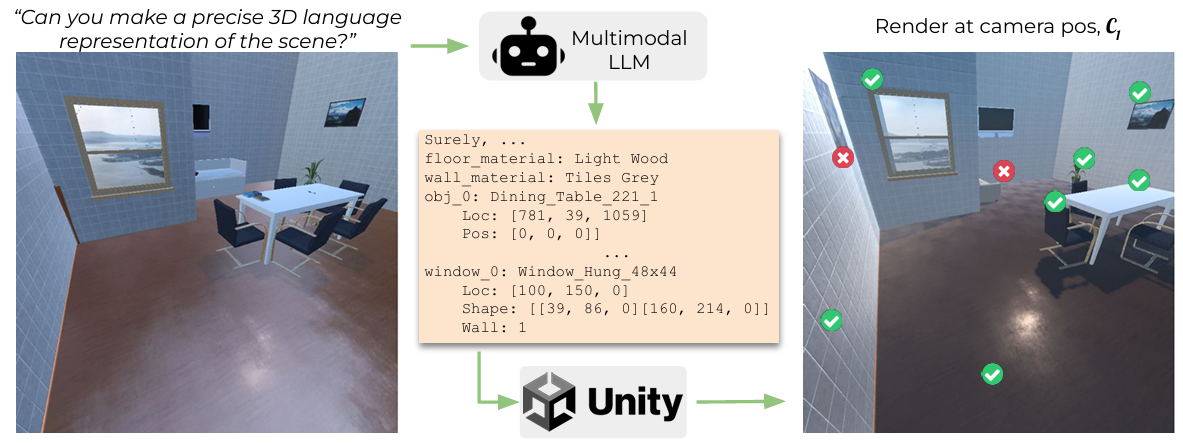 “Can you make a precise 3D language
representation of the scene?”
Multimodal
LLM
Render at camera pos, C₁
Surely, ...
floor_material: Light Wood
wall_material: Tiles Grey
obj_0: Dining_Table_221_1
Loc: [781, 39, 1059]
Pos: [0, 0, 0]]
...
window_0: Window_Hung_48x44
Loc: [100, 150, 0]
Shape: [[39, 86, 0][160, 214, 0]]
Wall: 1
Unity